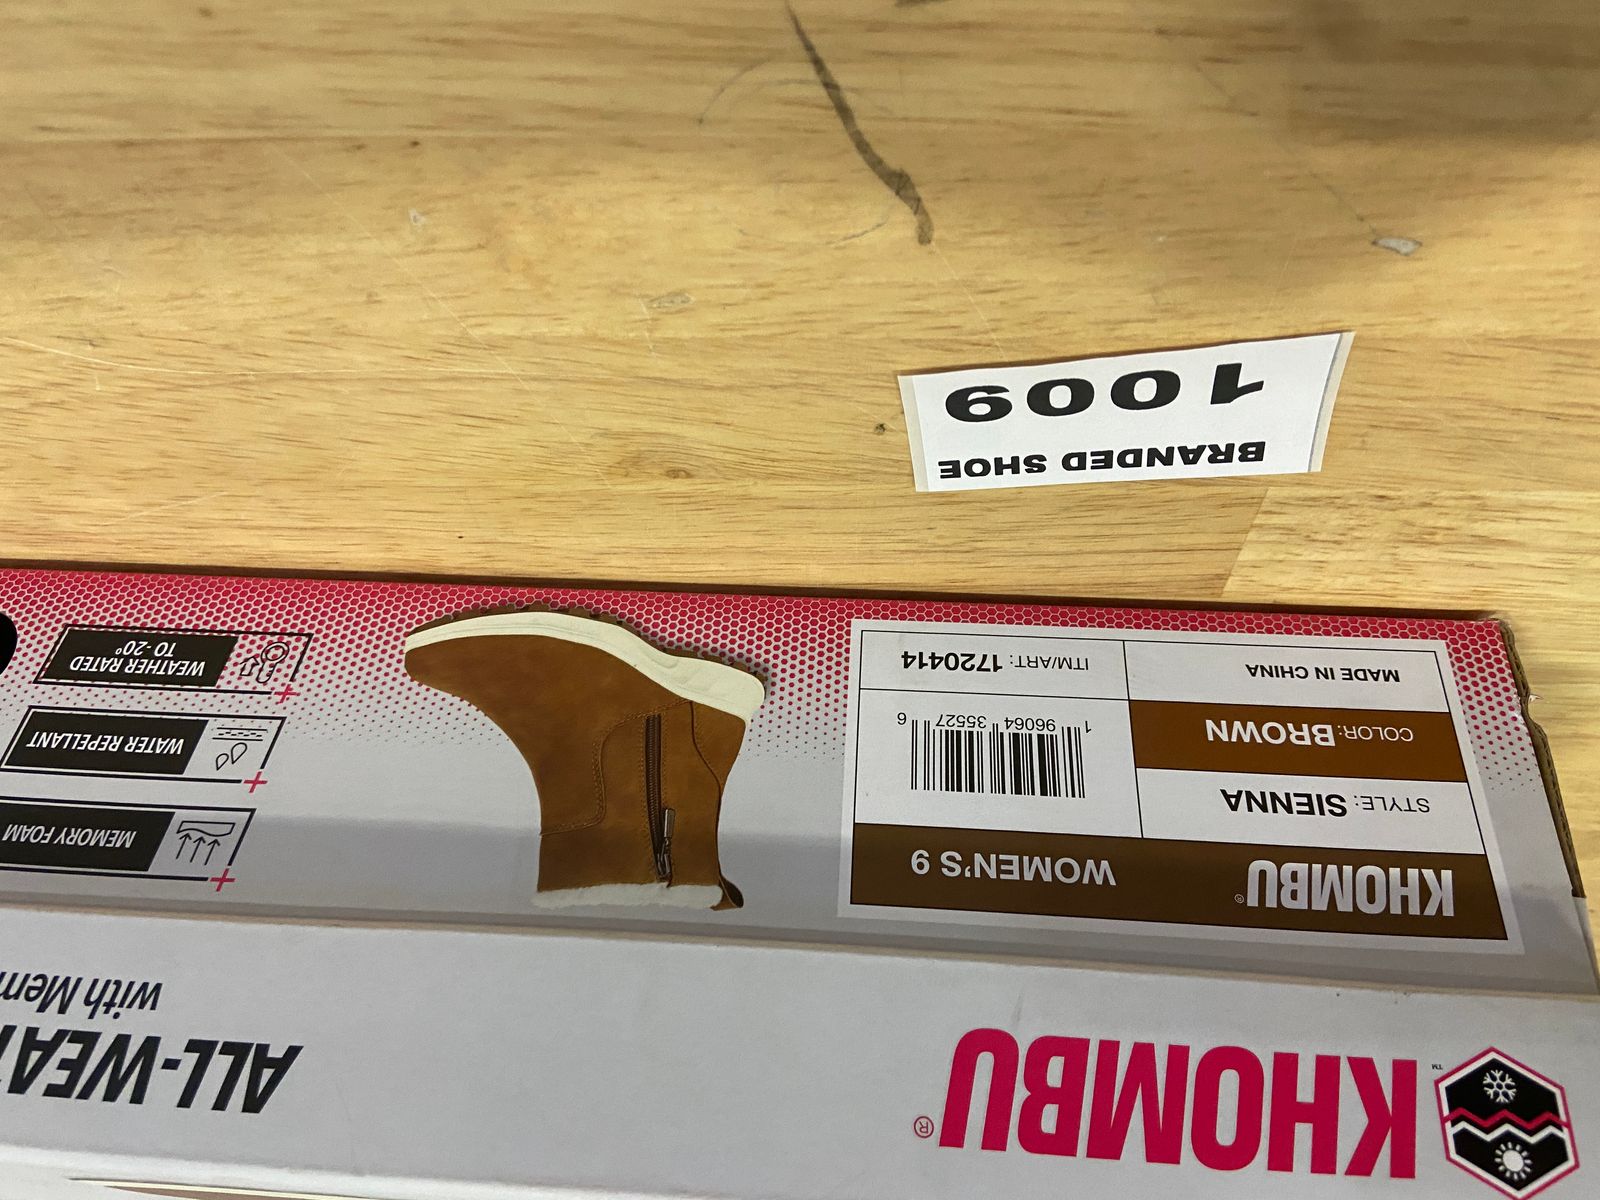 KHOMBU®
™
ALL-WEA
with Mem
KHOMBU®
WOMEN'S 9
STYLE: SIENNA
COLOR: BROWN
MADE IN CHINA
1 96064 35527 6
ITM/ART: 1720414
MEMORY FOAM
WATER REPELLANT
WEATHER RATED
TO -20°
BRANDED SHOE
1009